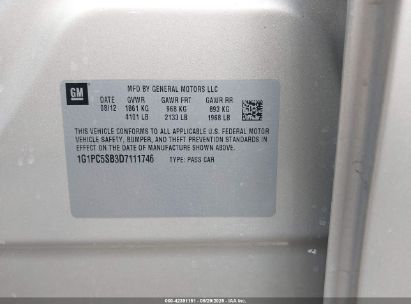 GM
MFD BY GENERAL MOTORS LLC
DATE GVWR GAWR FRT GAWR RR
08/12 1861 KG 968 KG 893 KG
4101 LB 2133 LB 1968 LB
THIS VEHICLE CONFORMS TO ALL APPLICABLE U.S. FEDERAL MOTOR
VEHICLE SAFETY, BUMPER, AND THEFT PREVENTION STANDARDS IN
EFFECT ON THE DATE OF MANUFACTURE SHOWN ABOVE.
1G1PC5SB3D7111746 TYPE: PASS CAR